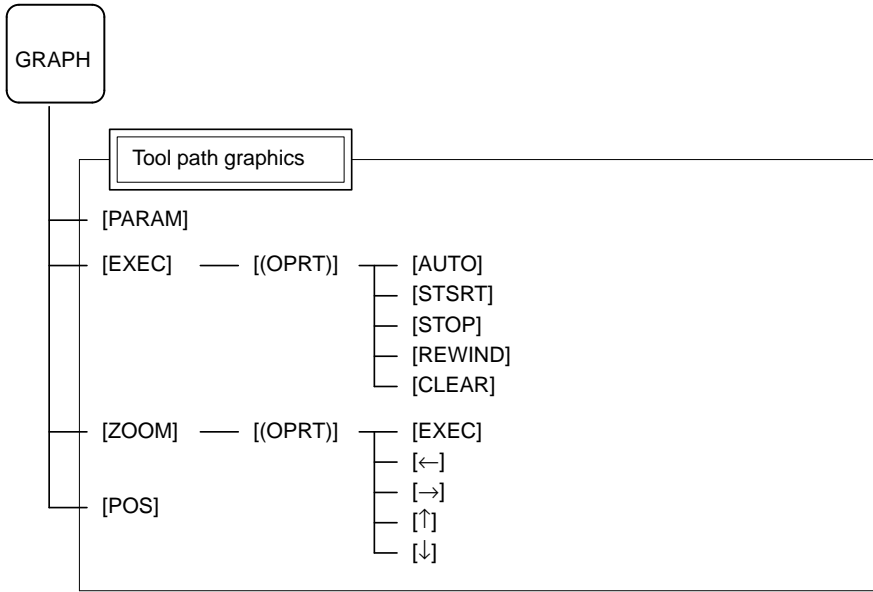 GRAPH
Tool path graphics
[PARAM]
[EXEC] [(OPRT)] [AUTO]
[STSRT]
[STOP]
[REWIND]
[CLEAR]
[ZOOM] [(OPRT)] [EXEC]
[←]
[→]
[POS]
[↑]
[↓]